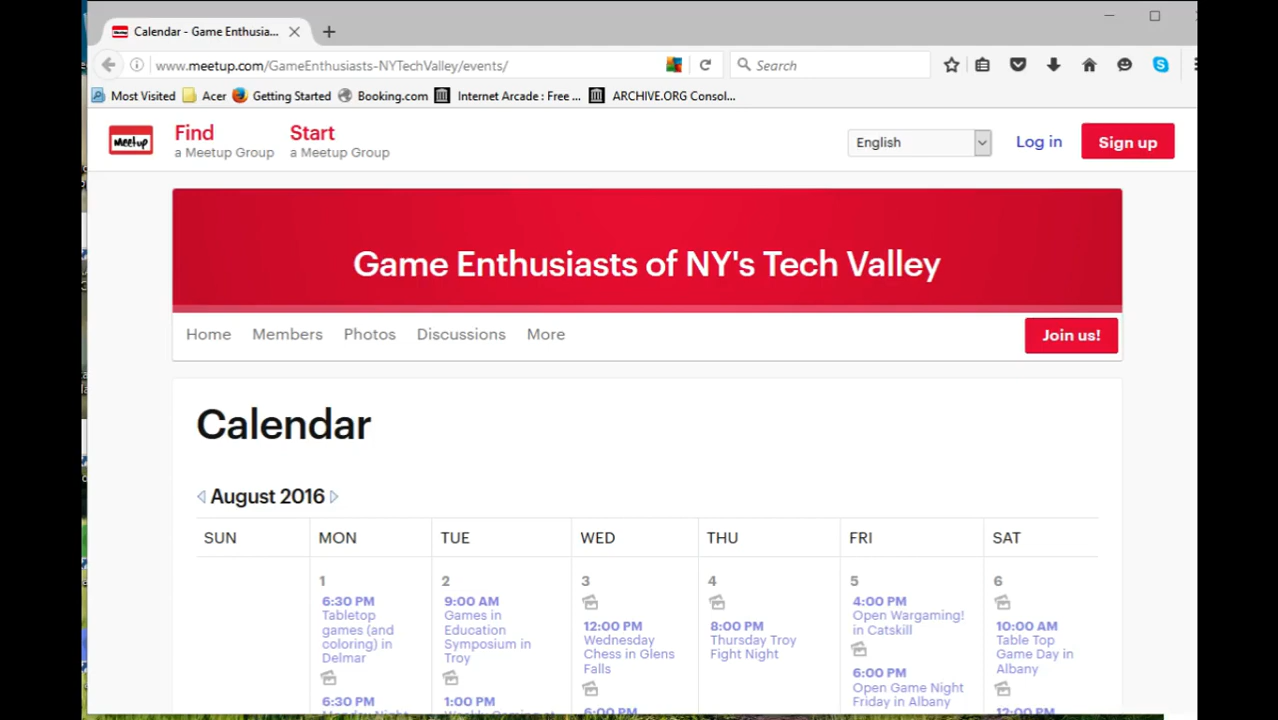 Calendar - Game Enthusia...
www.meetup.com/GameEnthusiasts-NYTechValley/events/
Search
Most Visited Acer Getting Started Booking.com Internet Arcade : Free ... ARCHIVE.ORG Consol...
Meetup
Find
a Meetup Group
Start
a Meetup Group
English
Log in
Sign up
Game Enthusiasts of NY's Tech Valley
Home Members Photos Discussions More
Join us!
Calendar
August 2016
SUN MON TUE WED THU FRI SAT
1
6:30 PM
Tabletop
games (and
coloring) in
Delmar
6:30 PM
2
9:00 AM
Games in
Education
Symposium in
Troy
1:00 PM
3
12:00 PM
Wednesday
Chess in Glens
Falls
6:00 PM
4
8:00 PM
Thursday Troy
Fight Night
5
4:00 PM
Open Wargaming!
in Catskill
6:00 PM
Open Game Night
Friday in Albany
6
10:00 AM
Table Top
Game Day in
Albany
12:00 PM